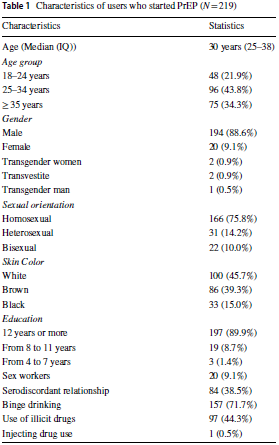 Table 1 Characteristics of users who started PrEP (N=219)
Characteristics Statistics
Age (Median (IQ)) 30 years (25–38)
Age group
18–24 years 48 (21.9%)
25–34 years 96 (43.8%)
≥35 years 75 (34.3%)
Gender
Male 194 (88.6%)
Female 20 (9.1%)
Transgender women 2 (0.9%)
Transvestite 2 (0.9%)
Transgender man 1 (0.5%)
Sexual orientation
Homosexual 166 (75.8%)
Heterosexual 31 (14.2%)
Bisexual 22 (10.0%)
Skin Color
White 100 (45.7%)
Brown 86 (39.3%)
Black 33 (15.0%)
Education
12 years or more 197 (89.9%)
From 8 to 11 years 19 (8.7%)
From 4 to 7 years 3 (1.4%)
Sex workers 20 (9.1%)
Serodiscordant relationship 84 (38.5%)
Binge drinking 157 (71.7%)
Use of illicit drugs 97 (44.3%)
Injecting drug use 1 (0.5%)